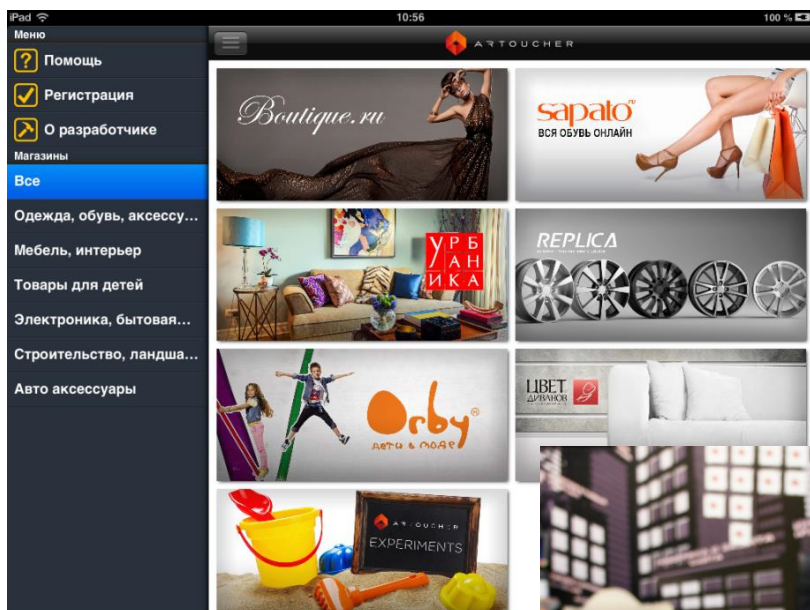 iPad
10:56
100 %
Меню
Помощь
Регистрация
О разработчике
Магазины
Все
Одежда, обувь, аксессу...
Мебель, интерьер
Товары для детей
Электроника, бытовая...
Строительство, ландша...
Авто аксессуары
ARTOUCHER
Boutique.ru
sapato ru
ВСЯ ОБУВЬ ОНЛАЙН
УРБ
АН
ИКА
REPLICA
Orby®
дети в моде
ЦВЕТ
ДИВАНОВ
ARTOUCHER
EXPERIMENTS